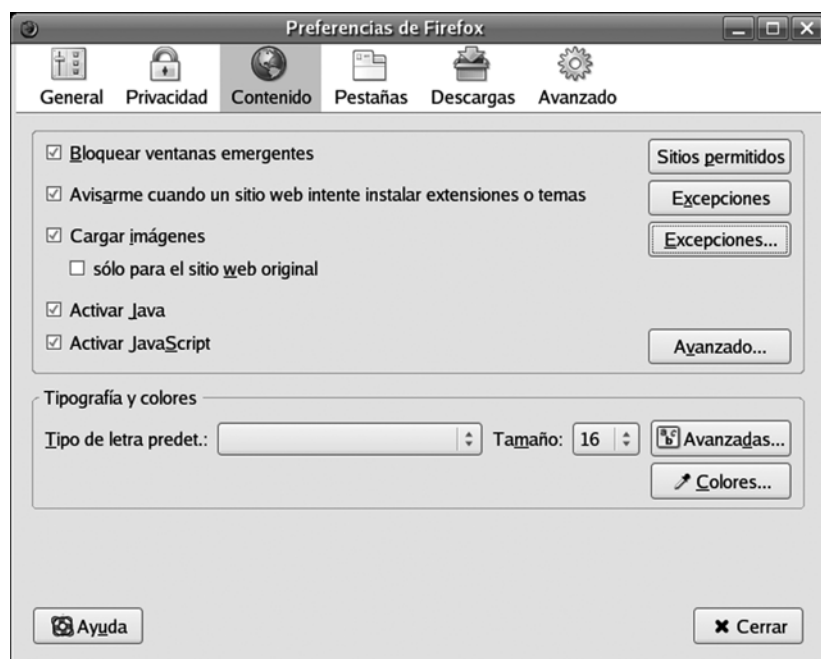 Preferencias de Firefox
General Privacidad Contenido Pestañas Descargas Avanzado
Bloquear ventanas emergentes
Sitios permitidos
Avisarme cuando un sitio web intente instalar extensiones o temas
Excepciones
Cargar imágenes
Excepciones...
sólo para el sitio web original
Activar Java
Activar JavaScript
Avanzado...
Tipografía y colores
Tipo de letra predet.: Tamaño: 16 Avanzadas...
Colores...
Ayuda Cerrar